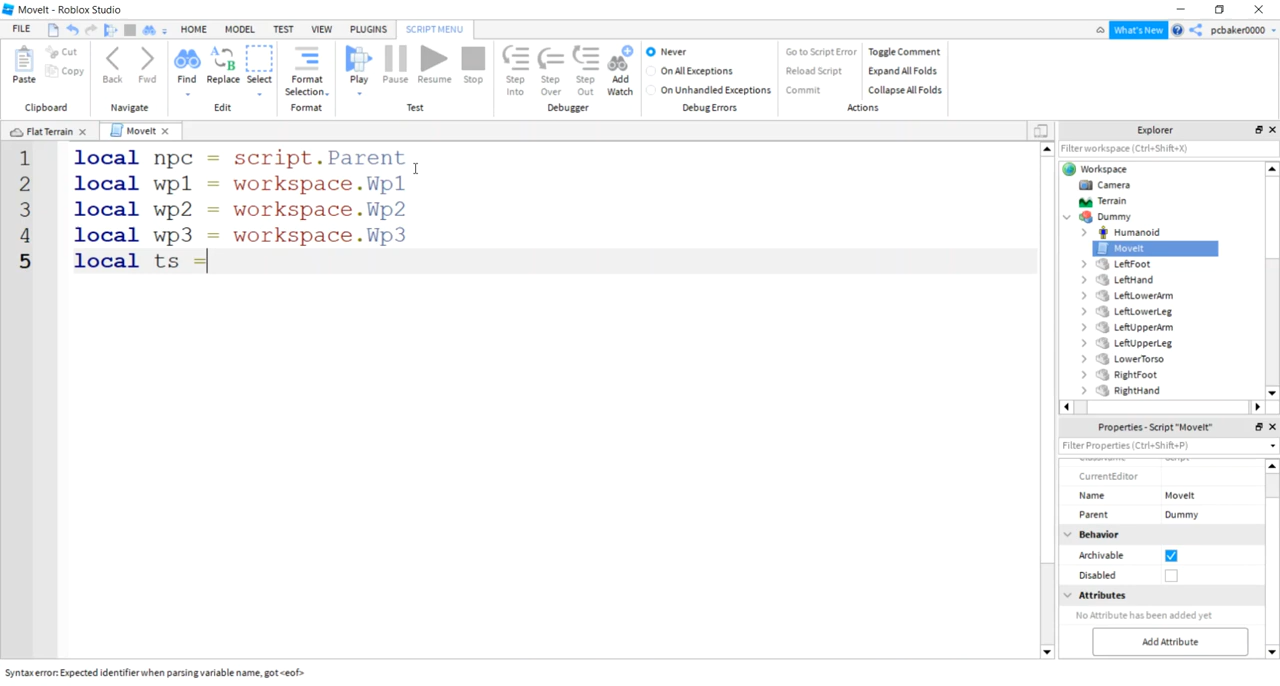 MoveIt - Roblox Studio
FILE HOME MODEL TEST VIEW PLUGINS SCRIPT MENU What's New pcbaker0000
Paste Cut Copy Back Fwd Find Replace Select Format Selection Play Pause Resume Stop Step Into Step Over Step Out Add Watch
Never
On All Exceptions
On Unhandled Exceptions
Go to Script Error
Reload Script
Commit
Toggle Comment
Expand All Folds
Collapse All Folds
Clipboard Navigate Edit Format Test Debugger Debug Errors Actions
Flat Terrain MoveIt
1 local npc = script.Parent
2 local wp1 = workspace.Wp1
3 local wp2 = workspace.Wp2
4 local wp3 = workspace.Wp3
5 local ts =
Explorer
Filter workspace (Ctrl+Shift+X)
Workspace
Camera
Terrain
Dummy
Humanoid
MoveIt
LeftFoot
LeftHand
LeftLowerArm
LeftLowerLeg
LeftUpperArm
LeftUpperLeg
LowerTorso
RightFoot
RightHand
Properties - Script "MoveIt"
Filter Properties (Ctrl+Shift+P)
CurrentEditor
Name MoveIt
Parent Dummy
Behavior
Archivable
Disabled
Attributes
No Attribute has been added yet
Add Attribute
Syntax error: Expected identifier when parsing variable name, got <eof>